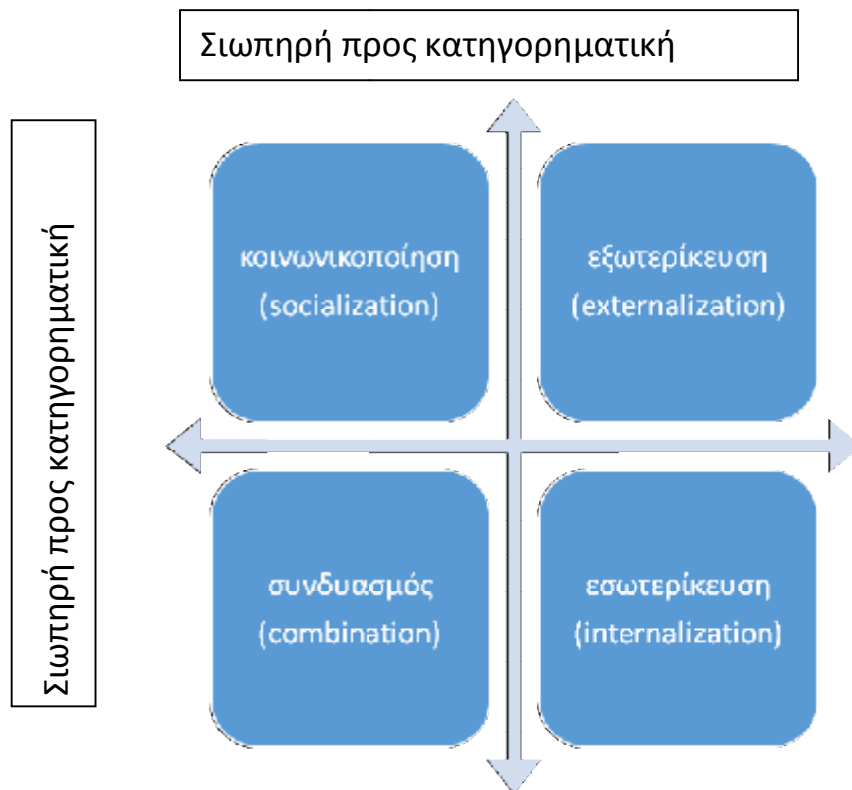 Σιωπηρή προς κατηγορηματική
Σιωπηρή προς κατηγορηματική
κοινωνικοποίηση
(socialization)
εξωτερίκευση
(externalization)
συνδυασμός
(combination)
εσωτερίκευση
(internalization)